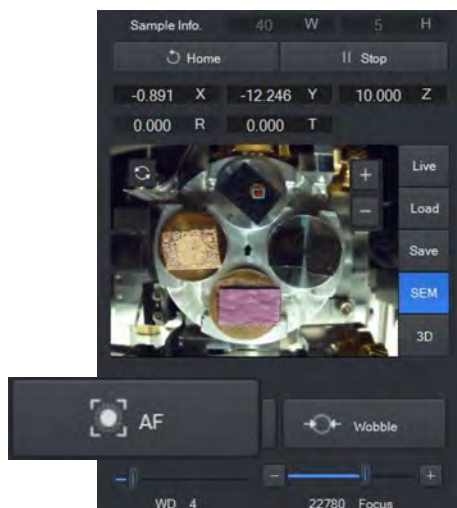 Sample Info. 40 W 5 H
Home II Stop
-0.891 X -12.246 Y 10.000 Z
0.000 R 0.000 T
Live
+
Load
−
Save
SEM
3D
AF Wobble
− +
WD 4 22780 Focus